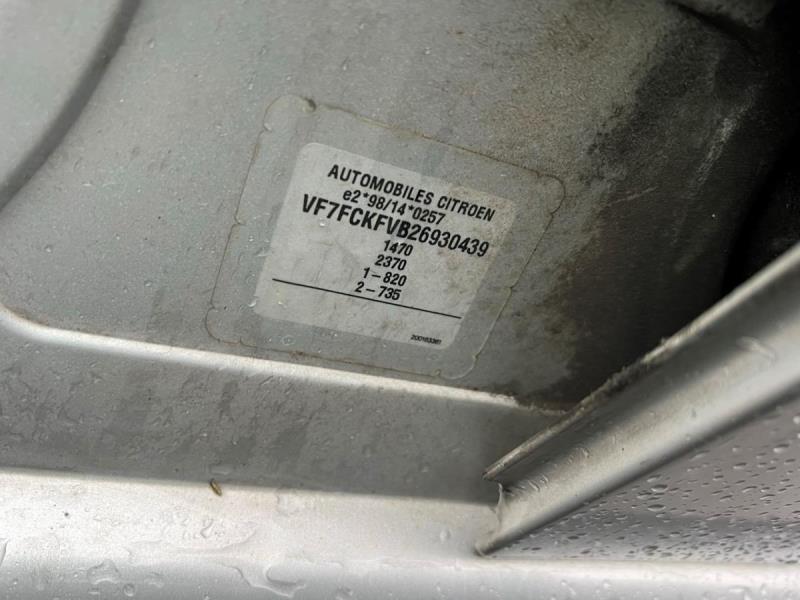 AUTOMOBILES CITROEN
e2*98/14*0257
VF7FCKFVB26930439
1470
2370
1-820
2-735